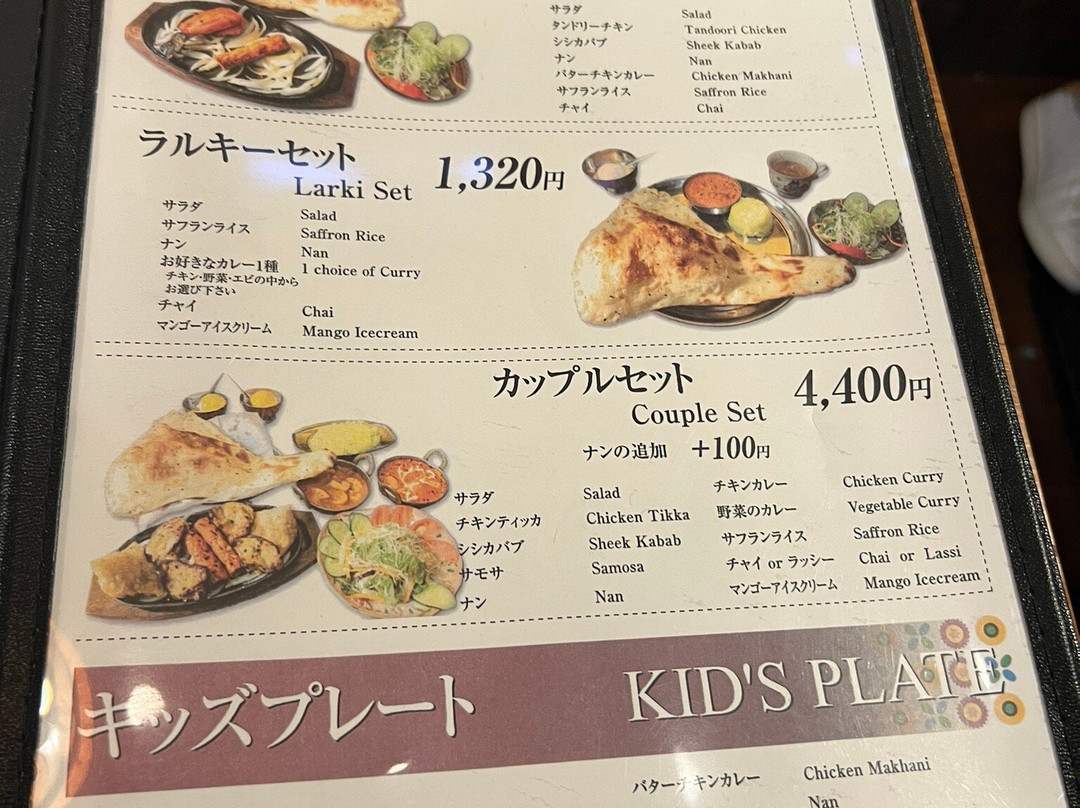 サラダ Salad
タンドリーチキン Tandoori Chicken
シシカバブ Sheek Kabab
ナン Nan
バターチキンカレー Chicken Makhani
サフランライス Saffron Rice
チャイ Chai
ラルキーセット 1,320円
Larki Set
サラダ Salad
サフランライス Saffron Rice
ナン Nan
お好きなカレー1種 1 choice of Curry
チキン・野菜・エビの中から
お選び下さい
チャイ Chai
マンゴーアイスクリーム Mango Icecream
カップルセット 4,400円
Couple Set
ナンの追加 +100円
サラダ Salad チキンカレー Chicken Curry
チキンティッカ Chicken Tikka 野菜のカレー Vegetable Curry
シシカバブ Sheek Kabab サフランライス Saffron Rice
サモサ Samosa チャイ or ラッシー Chai or Lassi
ナン Nan マンゴーアイスクリーム Mango Icecream
キッズプレート KID'S PLATE
バターチキンカレー Chicken Makhani
Nan